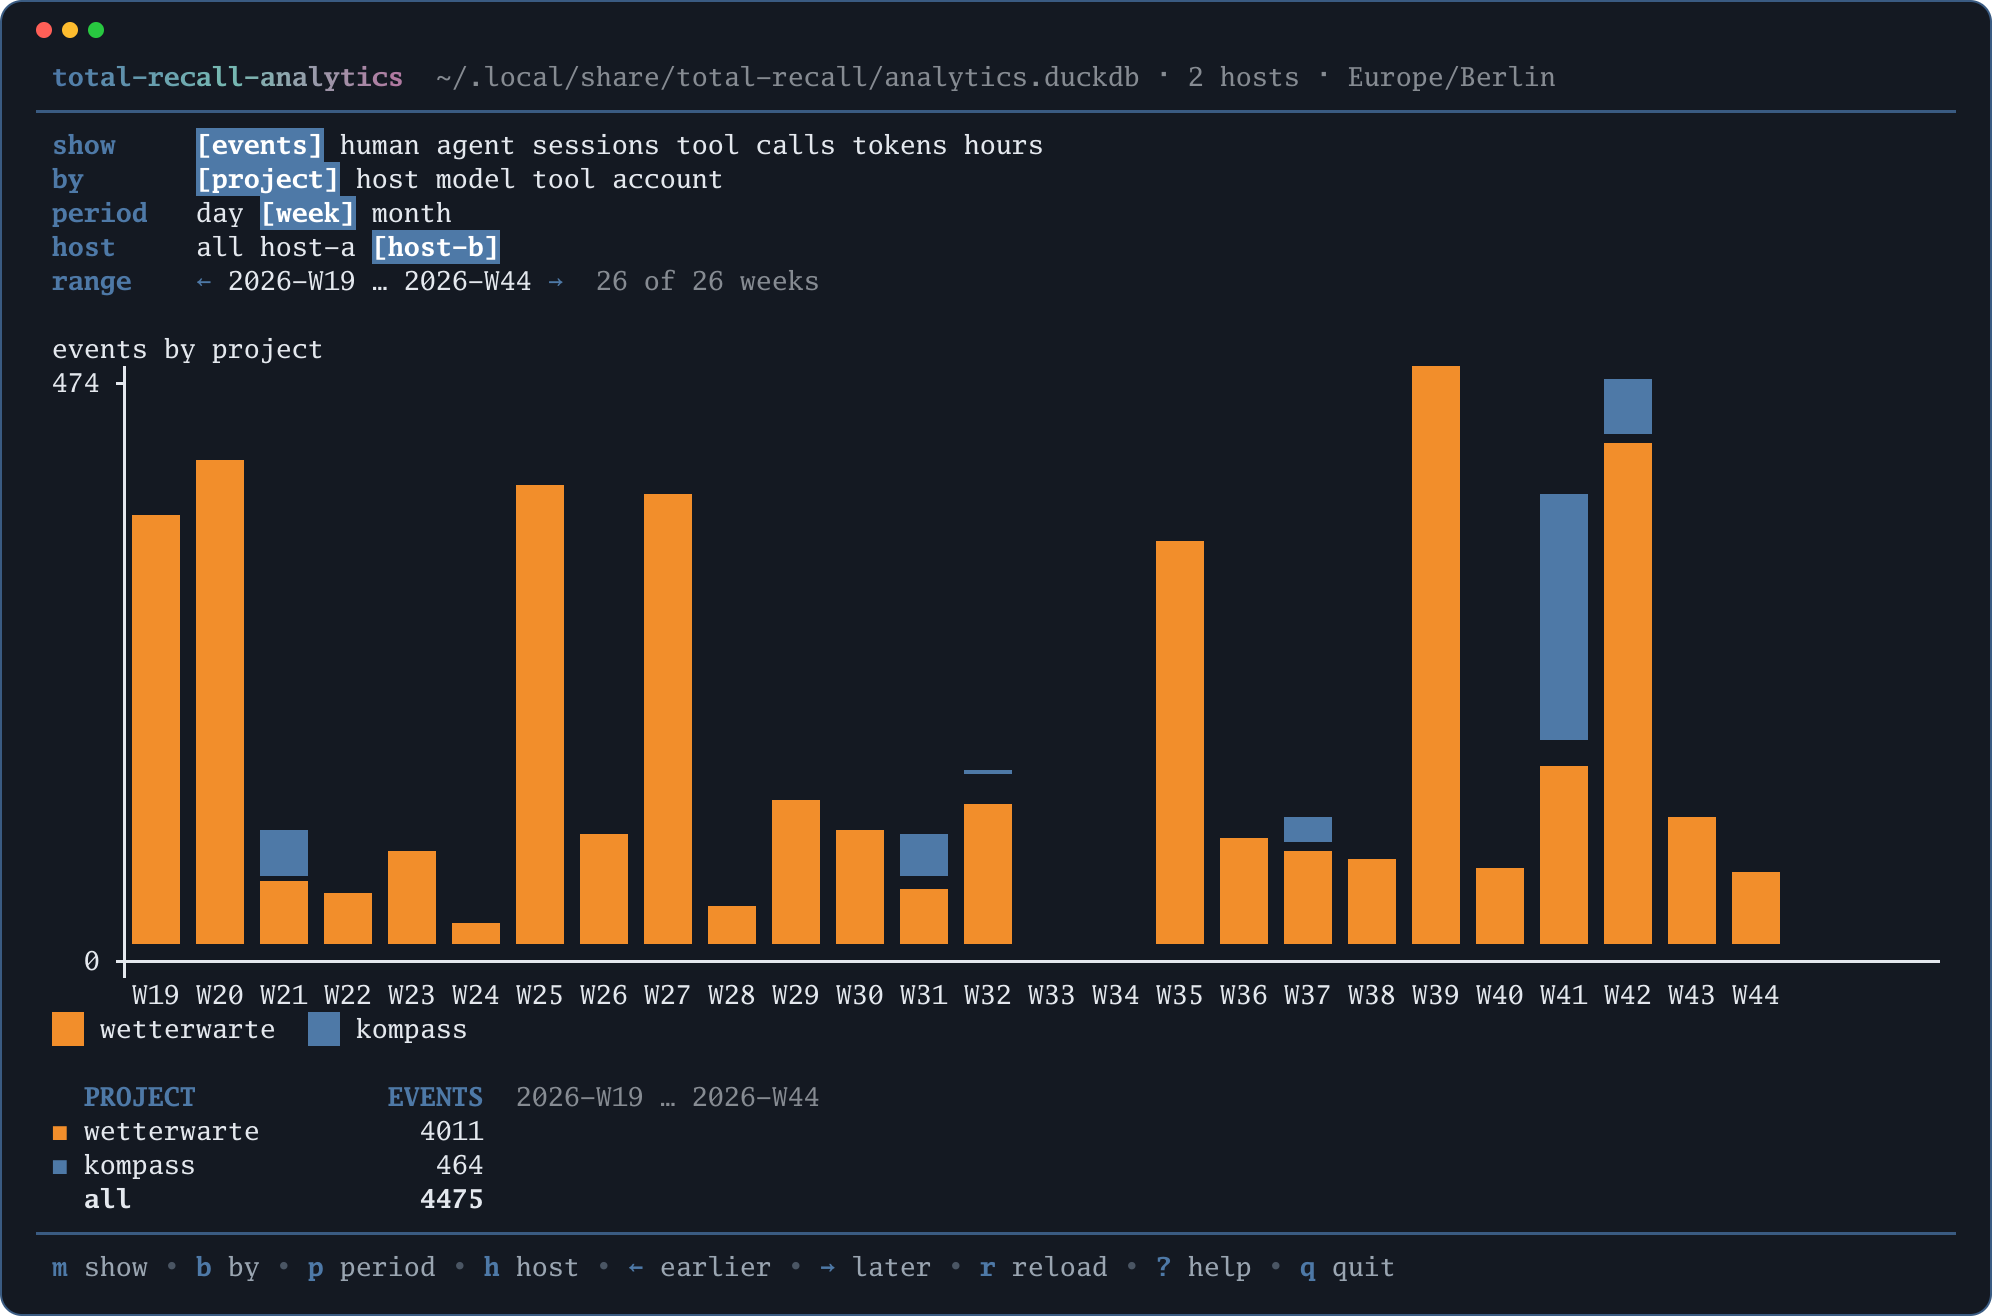 total-recall-analytics ~/.local/share/total-recall/analytics.duckdb · 2 hosts · Europe/Berlin
show [events] human agent sessions tool calls tokens hours
by [project] host model tool account
period day [week] month
host all host-a [host-b]
range ← 2026-W19 … 2026-W44 → 26 of 26 weeks
events by project
474
0
W19 W20 W21 W22 W23 W24 W25 W26 W27 W28 W29 W30 W31 W32 W33 W34 W35 W36 W37 W38 W39 W40 W41 W42 W43 W44
wetterwarte kompass
PROJECT EVENTS 2026-W19 … 2026-W44
wetterwarte 4011
kompass 464
all 4475
m show • b by • p period • h host • ← earlier • → later • r reload • ? help • q quit